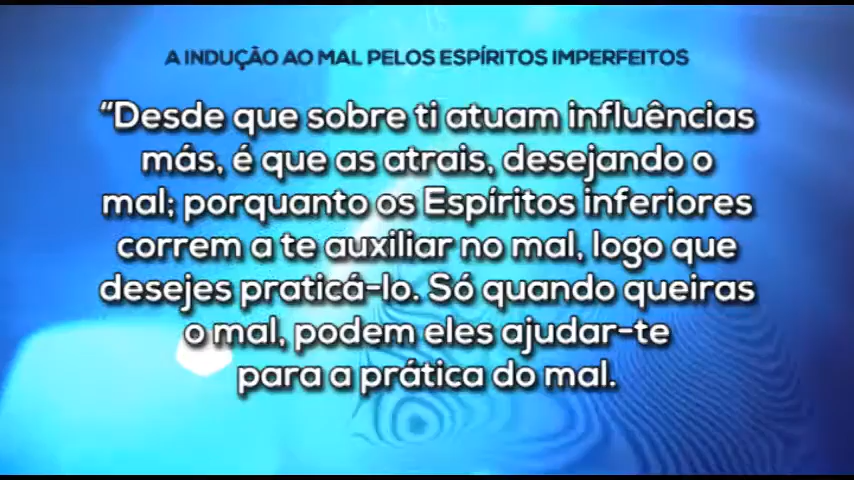 A INDUÇÃO AO MAL PELOS ESPÍRITOS IMPERFEITOS
“Desde que sobre ti atuam influências
más, é que as atrais, desejando o
mal; porquanto os Espíritos inferiores
correm a te auxiliar no mal, logo que
desejes praticá-lo. Só quando queiras
o mal, podem eles ajudar-te
para a prática do mal.